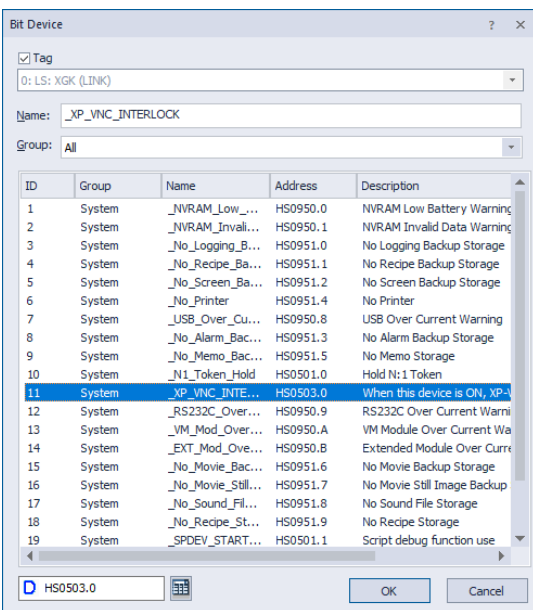 Bit Device ? ×
Tag
0: LS: XGK (LINK)
Name: _XP_VNC_INTERLOCK
Group: All
ID Group Name Address Description
1 System _NVRAM_Low_... HS0950.0 NVRAM Low Battery Warning
2 System _NVRAM_Invali... HS0950.1 NVRAM Invalid Data Warning
3 System _No_Logging_B... HS0951.0 No Logging Backup Storage
4 System _No_Recipe_Ba... HS0951.1 No Recipe Backup Storage
5 System _No_Screen_Ba... HS0951.2 No Screen Backup Storage
6 System _No_Printer HS0951.4 No Printer
7 System _USB_Over_Cu... HS0950.8 USB Over Current Warning
8 System _No_Alarm_Bac... HS0951.3 No Alarm Backup Storage
9 System _No_Memo_Bac... HS0951.5 No Memo Storage
10 System _N1_Token_Hold HS0501.0 Hold N:1 Token
11 System _XP_VNC_INTE... HS0503.0 When this device is ON, XP-V
12 System _RS232C_Over... HS0950.9 RS232C Over Current Warni
13 System _VM_Mod_Over... HS0950.A VM Module Over Current Wa
14 System _EXT_Mod_Ove... HS0950.B Extended Module Over Curre
15 System _No_Movie_Bac... HS0951.6 No Movie Backup Storage
16 System _No_Movie_Still... HS0951.7 No Movie Still Image Backup
17 System _No_Sound_Fil... HS0951.8 No Sound File Storage
18 System _No_Recipe_St... HS0951.9 No Recipe Storage
19 System _SPDEV_START... HS0501.1 Script debug function use
D HS0503.0 OK Cancel